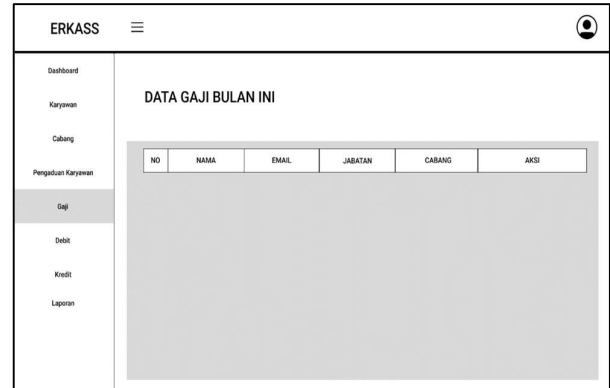 ERKASS
Dashboard
Karyawan
Cabang
Pengaduan Karyawan
Gaji
Debit
Kredit
Laporan
DATA GAJI BULAN INI
NO NAMA EMAIL JABATAN CABANG AKSI